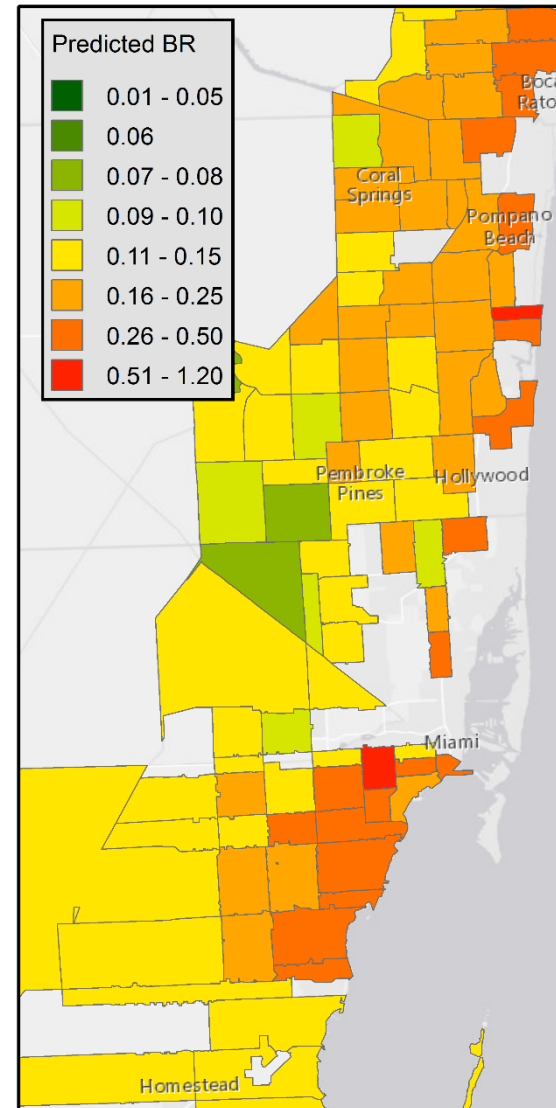 Predicted BR
0.01 - 0.05
0.06
0.07 - 0.08
0.09 - 0.10
0.11 - 0.15
0.16 - 0.25
0.26 - 0.50
0.51 - 1.20
Boca
Rato
Coral
Springs
Pompano
Beach
Pembroke
Pines
Hollywood
Miami
Homestead